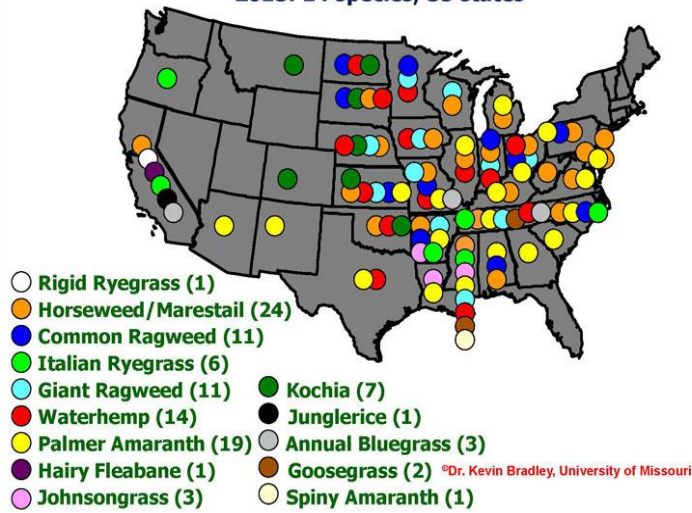 Rigid Ryegrass (1)
Horseweed/Marestail (24)
Common Ragweed (11)
Italian Ryegrass (6)
Giant Ragweed (11)
Waterhemp (14)
Palmer Amaranth (19)
Hairy Fleabane (1)
Johnsongrass (3)
Kochia (7)
Junglerice (1)
Annual Bluegrass (3)
Goosegrass (2)
Spiny Amaranth (1)
©Dr. Kevin Bradley, University of Missouri